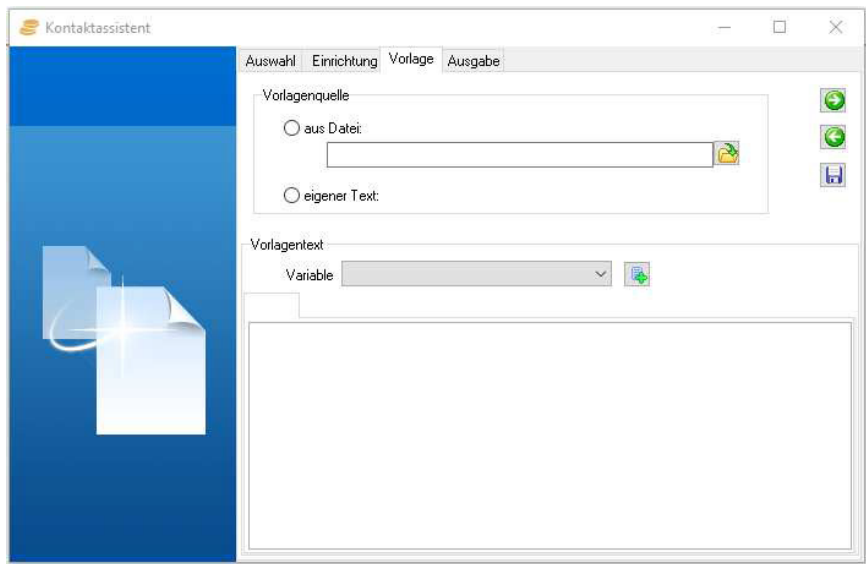 Kontaktassistent
Auswahl Einrichtung Vorlage Ausgabe
Vorlagenquelle
aus Datei:
eigener Text:
Vorlagentext
Variable